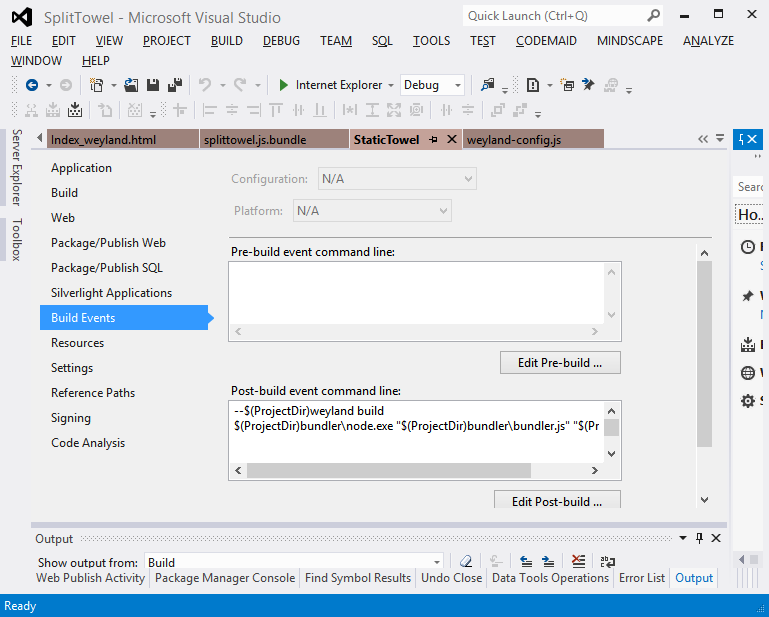 SplitTowel - Microsoft Visual Studio
Quick Launch (Ctrl+Q)
FILE EDIT VIEW PROJECT BUILD DEBUG TEAM SQL TOOLS TEST CODEMAID MINDSCAPE ANALYZE
WINDOW HELP
Internet Explorer Debug
Index_weyland.html splittowel.js.bundle StaticTowel weyland-config.js
Server Explorer
Toolbox
Application
Build
Web
Package/Publish Web
Package/Publish SQL
Silverlight Applications
Build Events
Resources
Settings
Reference Paths
Signing
Code Analysis
Configuration: N/A
Platform: N/A
Pre-build event command line:
Edit Pre-build ...
Post-build event command line:
--$(ProjectDir)weyland build
$(ProjectDir)bundler\node.exe "$(ProjectDir)bundler\bundler.js" "$(Pr
Edit Post-build ...
Searc
Ho...
Output
Show output from: Build
Web Publish Activity Package Manager Console Find Symbol Results Undo Close Data Tools Operations Error List Output
Ready